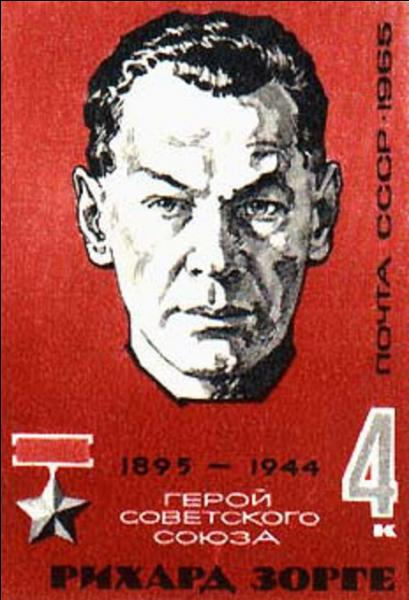 ПОЧТА СССР·1965
4
К
1895 – 1944
ГЕРОЙ
СОВЕТСКОГО
СОЮЗА
РИХАРД ЗОРГЕ